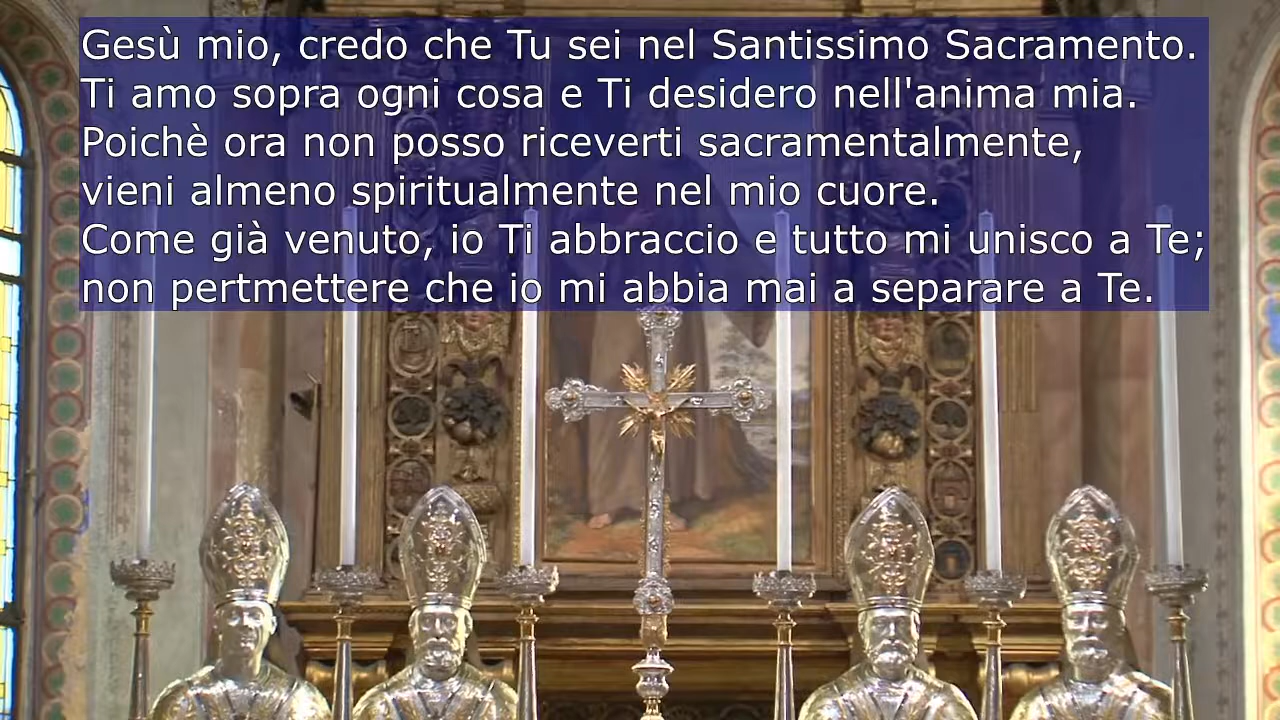 Gesù mio, credo che Tu sei nel Santissimo Sacramento.
Ti amo sopra ogni cosa e Ti desidero nell'anima mia.
Poichè ora non posso riceverti sacramentalmente,
vieni almeno spiritualmente nel mio cuore.
Come già venuto, io Ti abbraccio e tutto mi unisco a Te;
non pertmettere che io mi abbia mai a separare a Te.